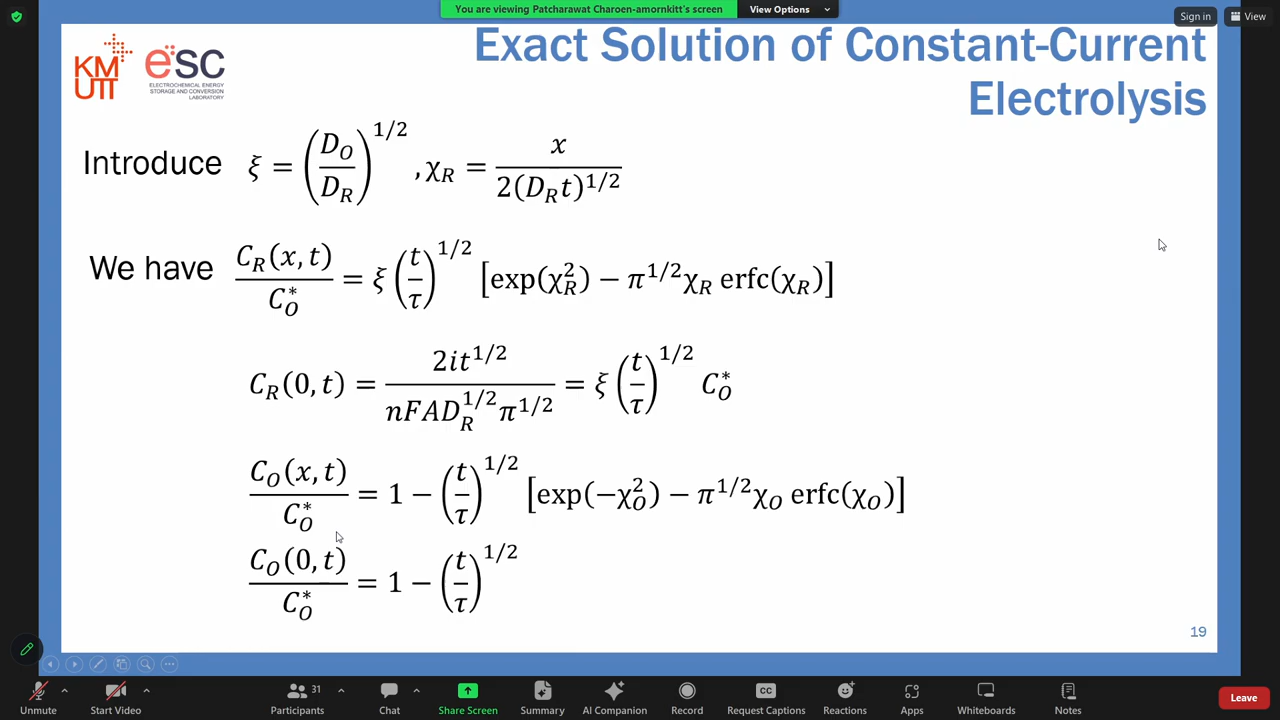 You are viewing Patcharawat Charoen-amornkitt's screen
View Options
Sign in
View
KM
UTT
eSC
ELECTROCHEMICAL ENERGY
STORAGE AND CONVERSION
LABORATORY
Exact Solution of Constant-Current
Electrolysis
Introduce ξ = (D_O/D_R)^{1/2}, χ_R = x/(2(D_R t)^{1/2})
We have C_R(x, t)/C_O^* = ξ(t/τ)^{1/2} [exp(χ_R^2) − π^{1/2}χ_R erfc(χ_R)]
C_R(0, t) = 2it^{1/2}/(nFAD_R^{1/2}π^{1/2}) = ξ(t/τ)^{1/2} C_O^*
C_O(x, t)/C_O^* = 1 − (t/τ)^{1/2} [exp(−χ_O^2) − π^{1/2}χ_O erfc(χ_O)]
C_O(0, t)/C_O^* = 1 − (t/τ)^{1/2}
19
Unmute
Start Video
Participants
31
Chat
Share Screen
Summary
AI Companion
Record
CC
Request Captions
Reactions
Apps
Whiteboards
Notes
Leave